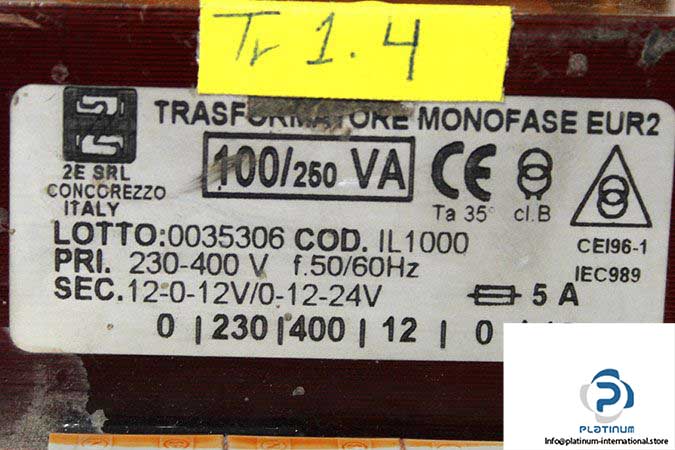 Tr 1.4
TRASFORMATORE MONOFASE EUR2
2E SRL
CONCOREZZO
ITALY
100/250 VA
CE
Ta 35° cl.B
CEI96-1
IEC989
LOTTO:0035306 COD. IL1000
PRI. 230-400 V f.50/60Hz
SEC.12-0-12V/0-12-24V
5 A
0 | 230 | 400 | 12 | 0
PLATINUM
Info@platinum-international.store